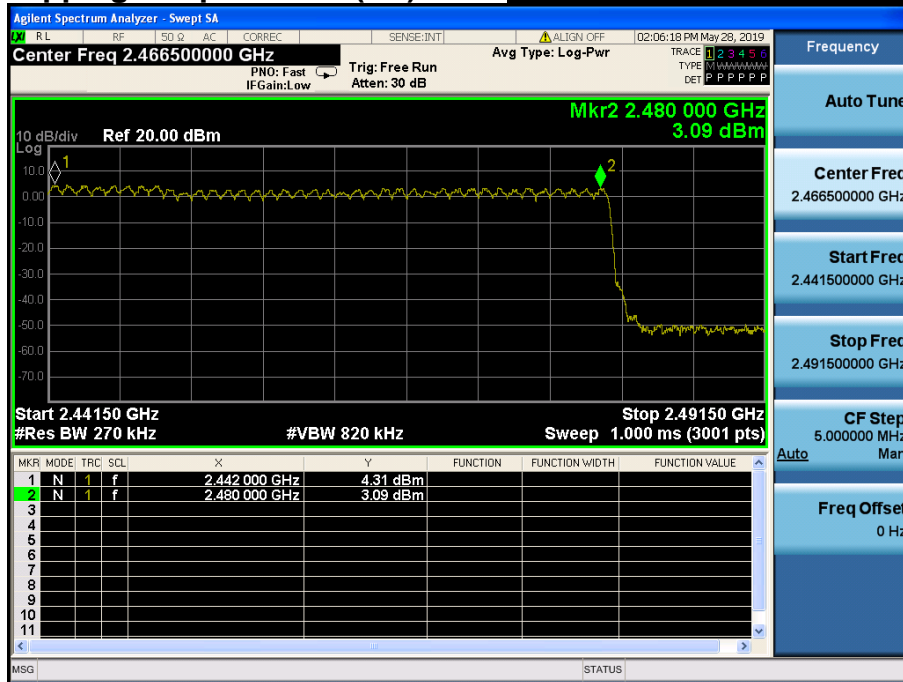 Agilent Spectrum Analyzer - Swept SA
LXI RL RF 50 Ω AC CORREC SENSE:INT ALIGN OFF 02:06:18 PM May 28, 2019
Center Freq 2.466500000 GHz
PNO: Fast
IFGain:Low
Trig: Free Run
Atten: 30 dB
Avg Type: Log-Pwr
TRACE 1 2 3 4 5 6
TYPE M WWWWW
DET P P P P P P
Mkr2 2.480 000 GHz
3.09 dBm
10 dB/div Ref 20.00 dBm
Log
1
2
10.0
0.00
-10.0
-20.0
-30.0
-40.0
-50.0
-60.0
-70.0
Start 2.44150 GHz Stop 2.49150 GHz
#Res BW 270 kHz #VBW 820 kHz Sweep 1.000 ms (3001 pts)
MKR MODE TRC SCL X Y FUNCTION FUNCTION WIDTH FUNCTION VALUE
1 N 1 f 2.442 000 GHz 4.31 dBm
2 N 1 f 2.480 000 GHz 3.09 dBm
3
4
5
6
7
8
9
10
11
MSG STATUS
Frequency
Auto Tune
Center Freq
2.466500000 GHz
Start Freq
2.441500000 GHz
Stop Freq
2.491500000 GHz
CF Step
5.000000 MHz
Auto Man
Freq Offset
0 Hz